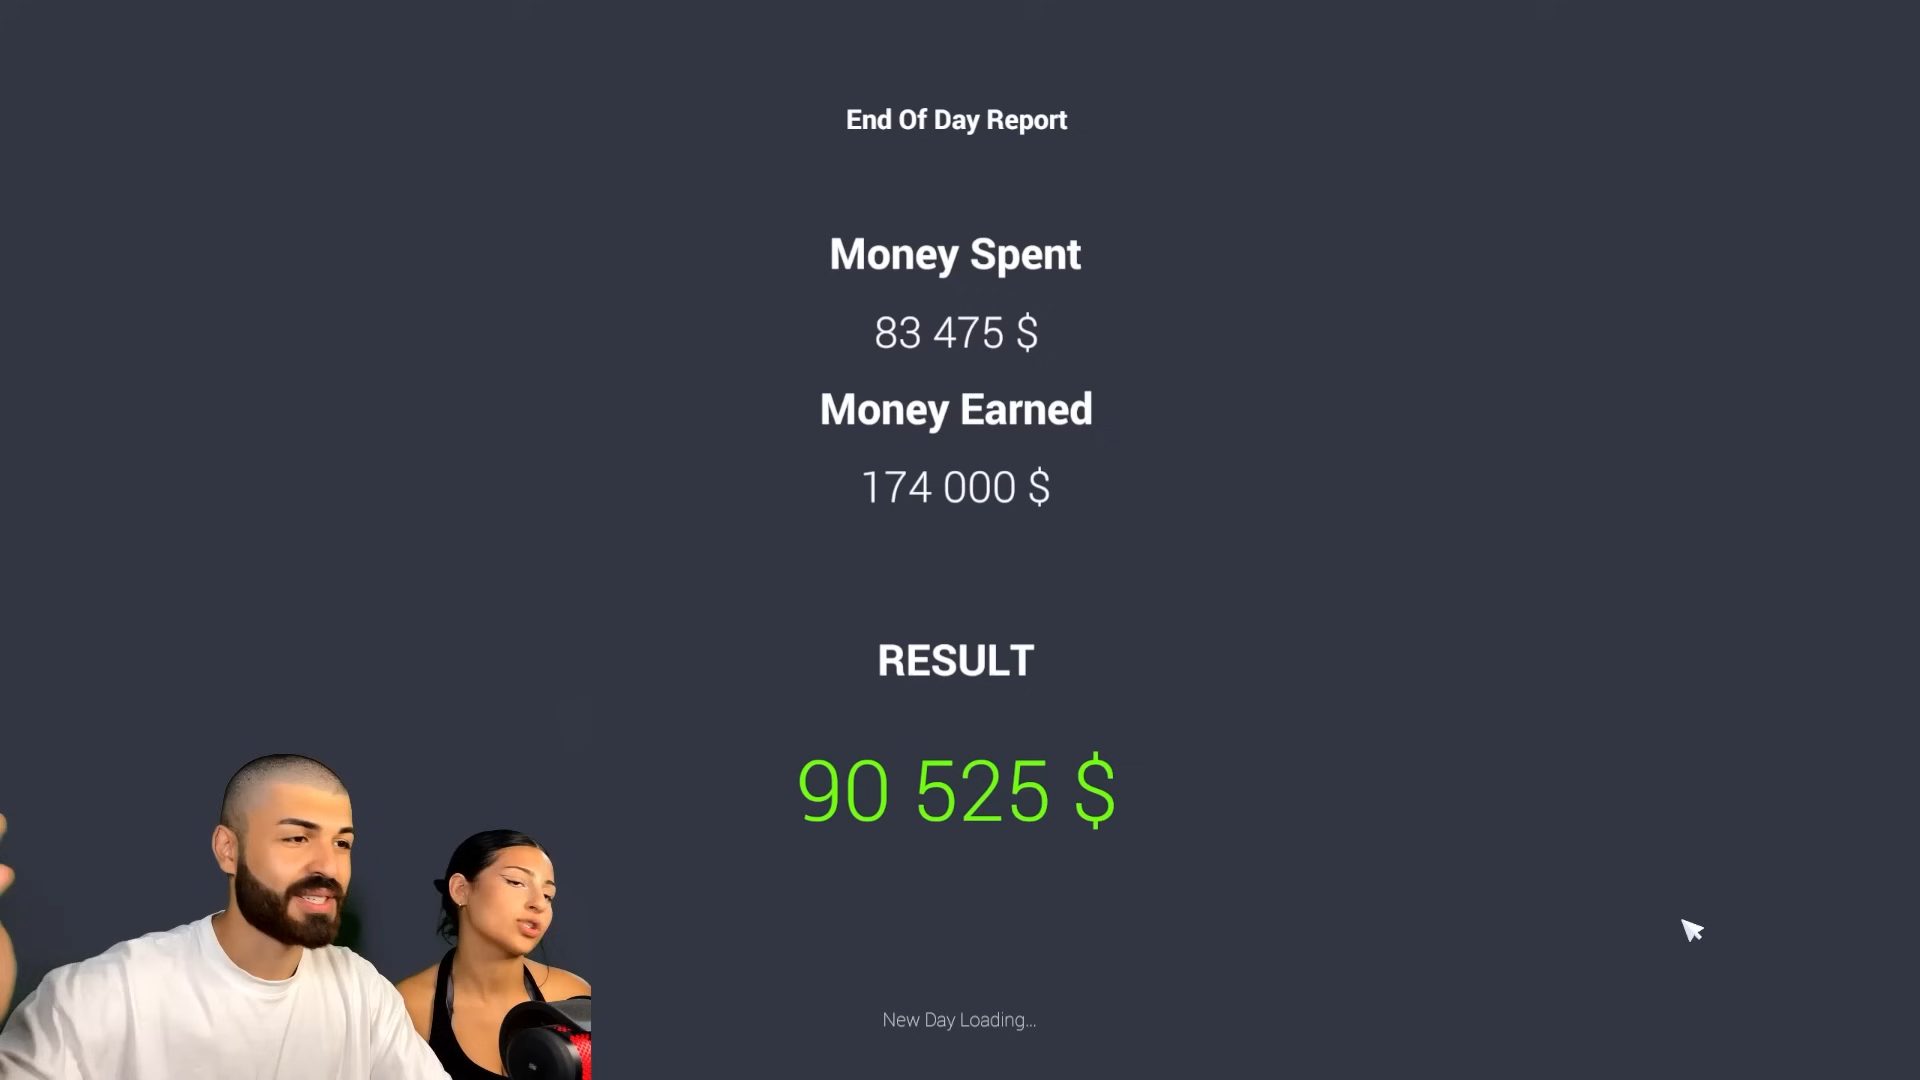 End Of Day Report
Money Spent
83 475 $
Money Earned
174 000 $
RESULT
90 525 $
New Day Loading...